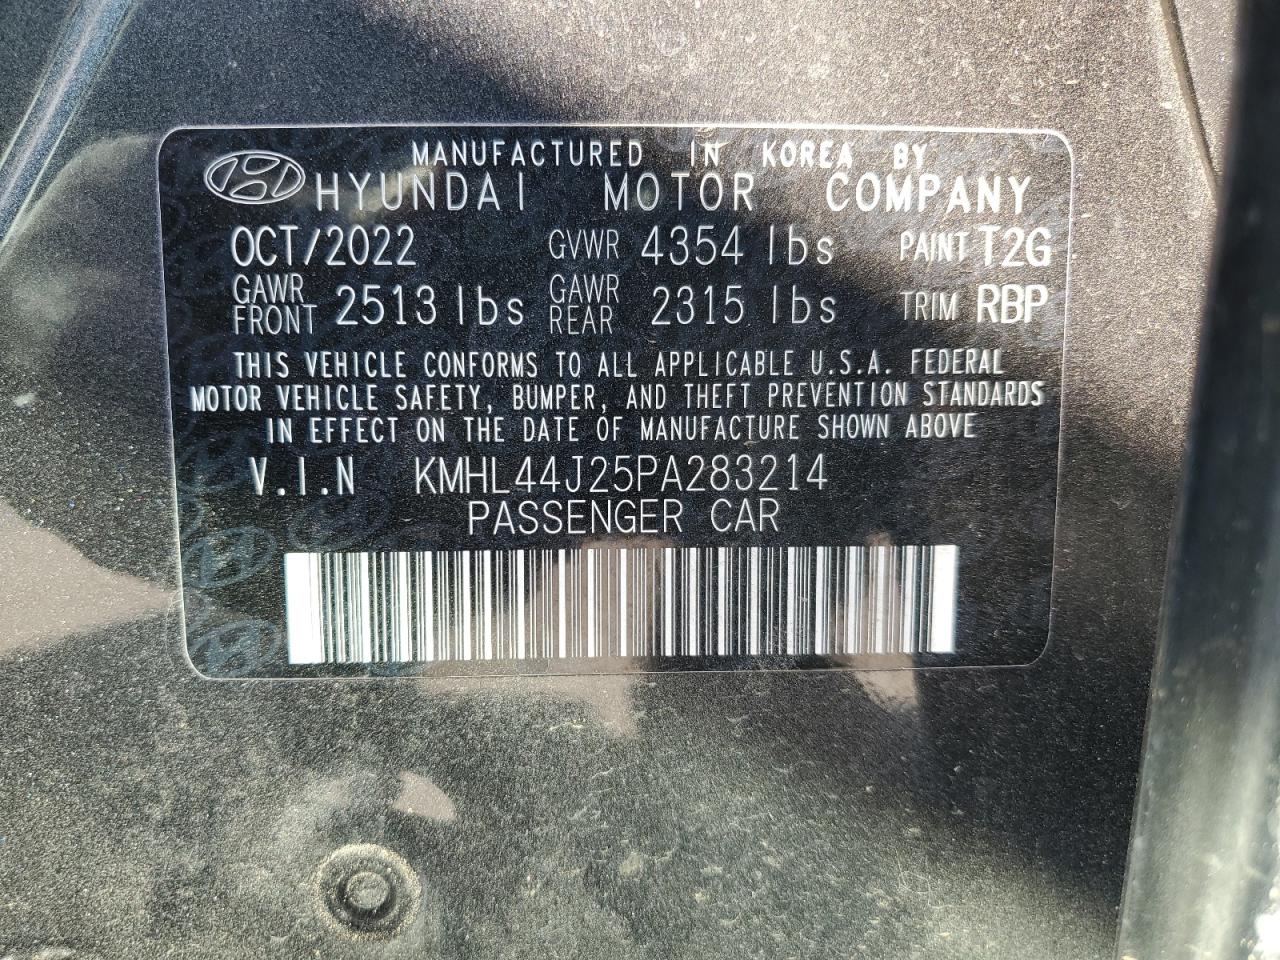 MANUFACTURED IN KOREA BY
HYUNDAI MOTOR COMPANY
OCT/2022 GVWR 4354 lbs PAINT T2G
GAWR FRONT 2513 lbs GAWR REAR 2315 lbs TRIM RBP
THIS VEHICLE CONFORMS TO ALL APPLICABLE U.S.A. FEDERAL
MOTOR VEHICLE SAFETY, BUMPER, AND THEFT PREVENTION STANDARDS
IN EFFECT ON THE DATE OF MANUFACTURE SHOWN ABOVE
V.I.N KMHL44J25PA283214
PASSENGER CAR